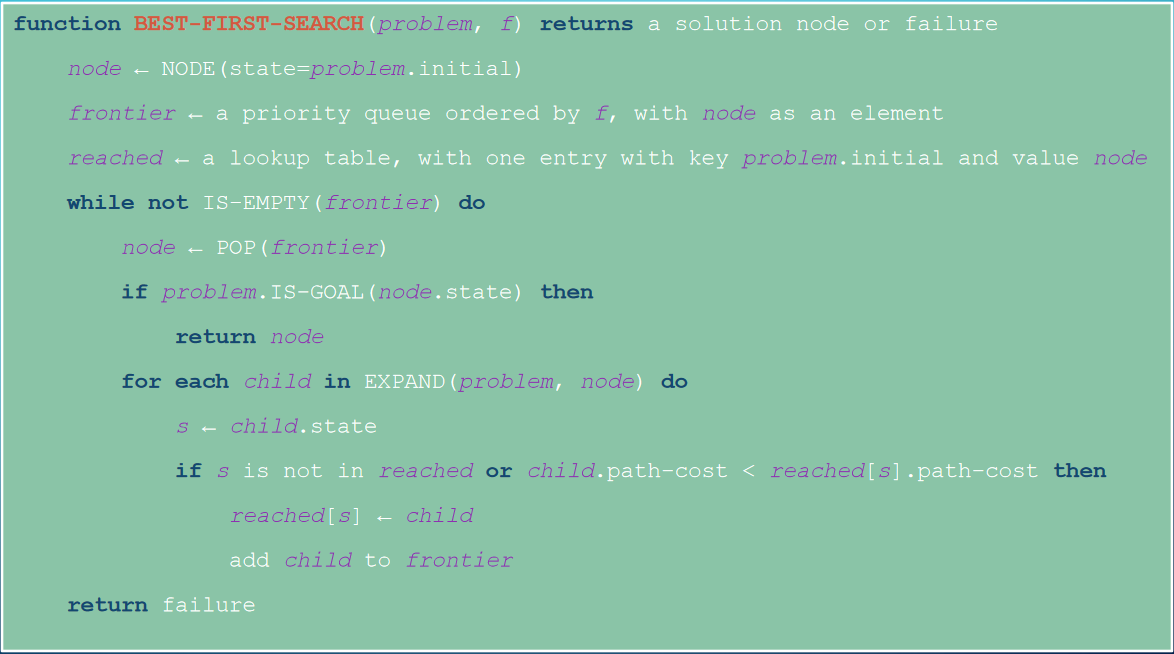 function BEST-FIRST-SEARCH(problem, f) returns a solution node or failure
node ← NODE(state=problem.initial)
frontier ← a priority queue ordered by f, with node as an element
reached ← a lookup table, with one entry with key problem.initial and value node
while not IS-EMPTY(frontier) do
node ← POP(frontier)
if problem.IS-GOAL(node.state) then
return node
for each child in EXPAND(problem, node) do
s ← child.state
if s is not in reached or child.path-cost < reached[s].path-cost then
reached[s] ← child
add child to frontier
return failure